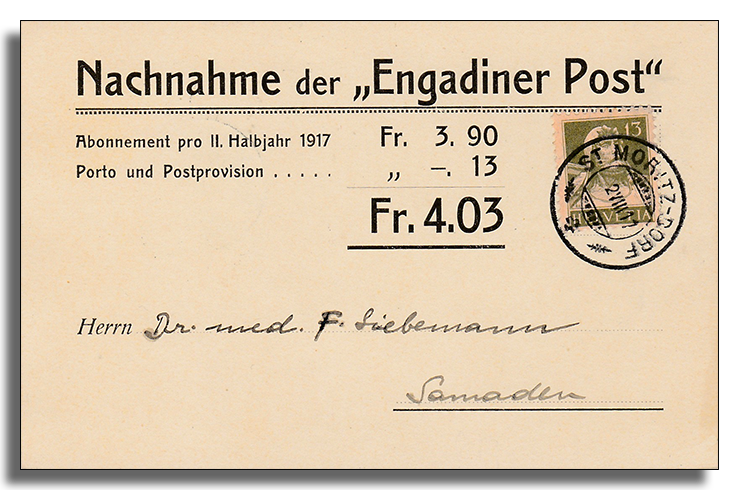 Nachnahme der „Engadiner Post“
Abonnement pro II. Halbjahr 1917 Fr. 3. 90
Porto und Postprovision . . . . . „ –. 13
Fr. 4.03
13
ST. MORITZ-DORF
HELVETIA
Herrn Dr. med. F. Siebenmann
Samaden